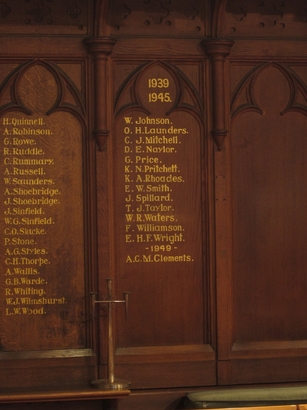 H. Quinnell.
A. Robinson.
G. Rowe.
R. Ruddle.
C. Rummary.
A. Russell.
W. Saunders.
A. Shoebridge.
J. Shoebridge.
J. Sinfield.
W. G. Sinfield.
C. O. Slacke.
P. Stone.
A. G. Styles.
C. H. Thorpe.
A. Wallis.
G. B. Warde.
R. Whiting.
W. J. Wilmshurst.
L. W. Wood.
1939
1945.
W. Johnson.
O. H. Launders.
C. J. Mitchell.
D. E. Naylor.
G. Price.
K. N. Pritchett.
K. A. Rhoades.
E. W. Smith.
J. Spillard.
T. J. Taylor.
W. R. Waters.
F. Williamson.
E. H. F. Wright.
- 1949 -
A. G. M. Clements.